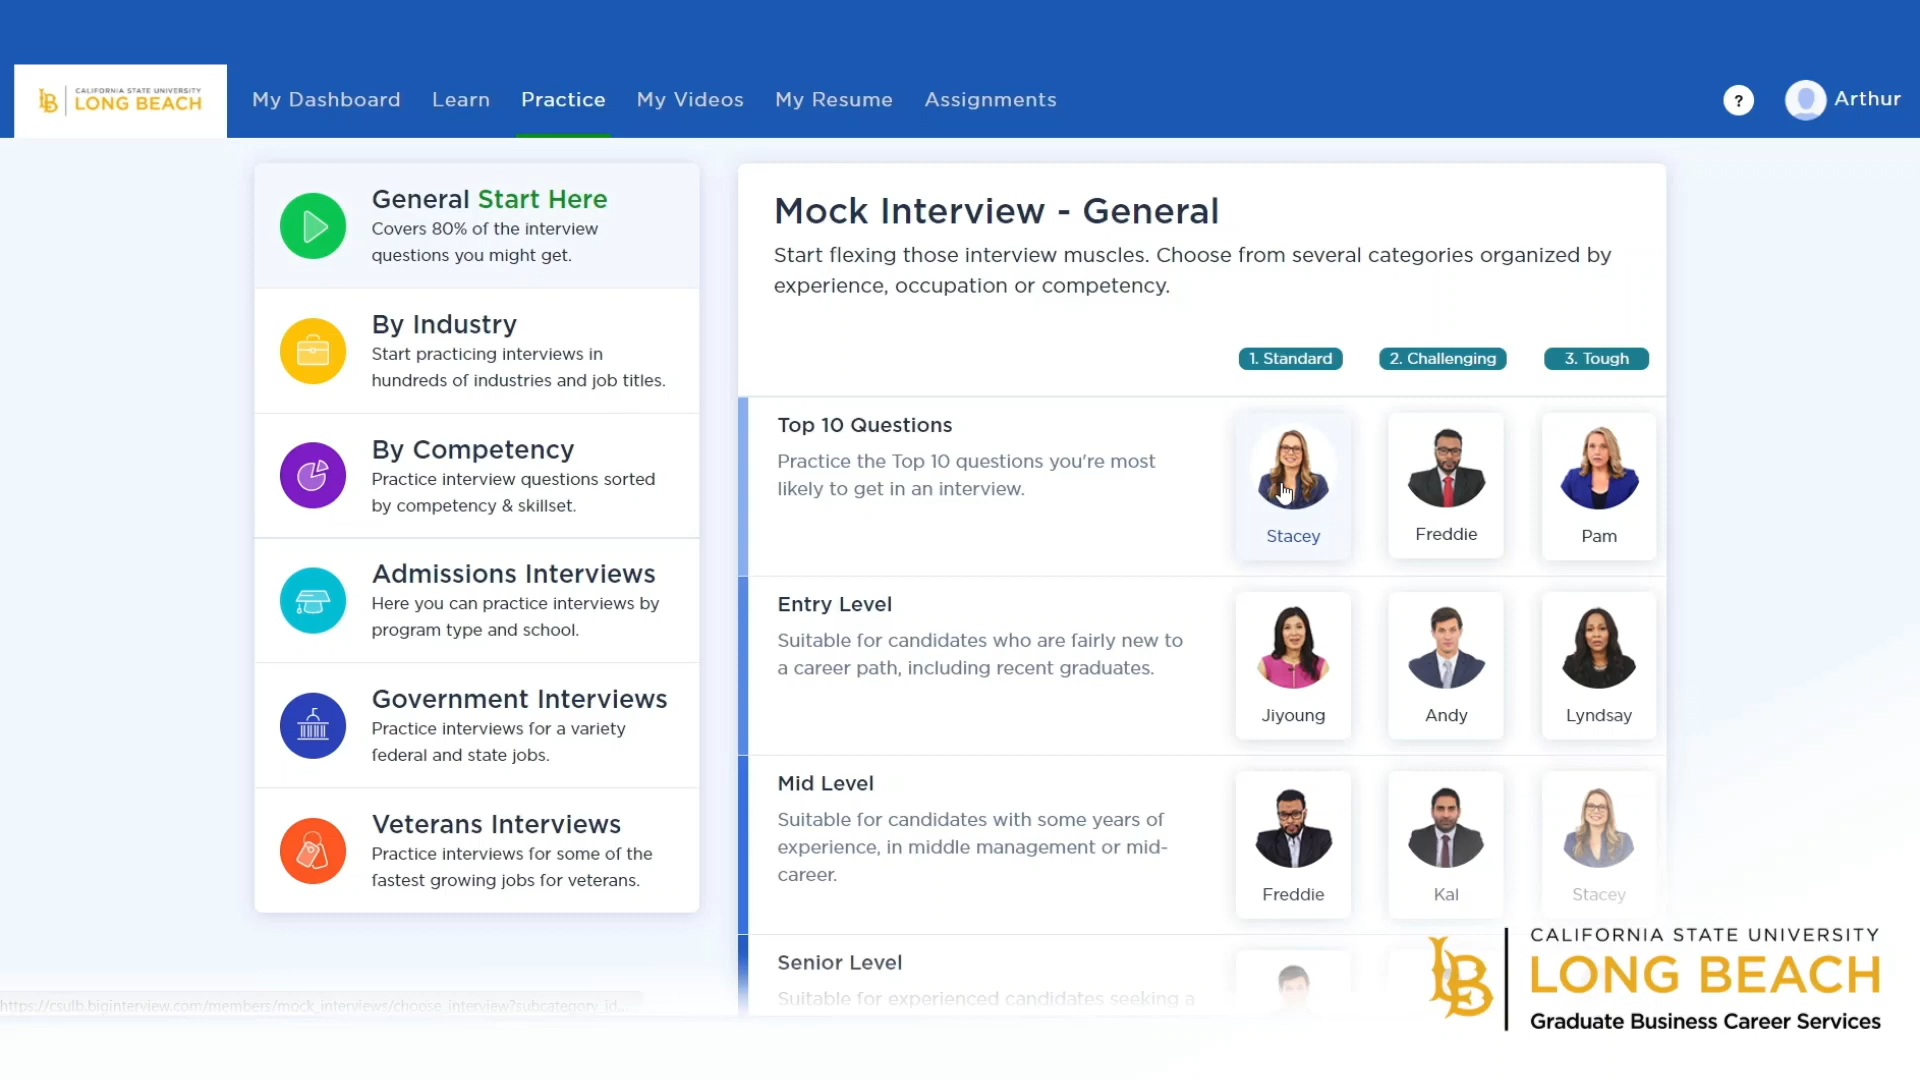 CALIFORNIA STATE UNIVERSITY
LONG BEACH
My Dashboard
Learn
Practice
My Videos
My Resume
Assignments
?
Arthur
General Start Here
Covers 80% of the interview
questions you might get.
By Industry
Start practicing interviews in
hundreds of industries and job titles.
By Competency
Practice interview questions sorted
by competency & skillset.
Admissions Interviews
Here you can practice interviews by
program type and school.
Government Interviews
Practice interviews for a variety
federal and state jobs.
Veterans Interviews
Practice interviews for some of the
fastest growing jobs for veterans.
Mock Interview - General
Start flexing those interview muscles. Choose from several categories organized by
experience, occupation or competency.
1. Standard
2. Challenging
3. Tough
Top 10 Questions
Practice the Top 10 questions you're most
likely to get in an interview.
Stacey
Freddie
Pam
Entry Level
Suitable for candidates who are fairly new to
a career path, including recent graduates.
Jiyoung
Andy
Lyndsay
Mid Level
Suitable for candidates with some years of
experience, in middle management or mid-
career.
Freddie
Kal
Stacey
Senior Level
Suitable for experienced candidates seeking a
https://csulb.biginterview.com/members/mock_interviews/choose_interview?subcategory_id...
LB
CALIFORNIA STATE UNIVERSITY
LONG BEACH
Graduate Business Career Services